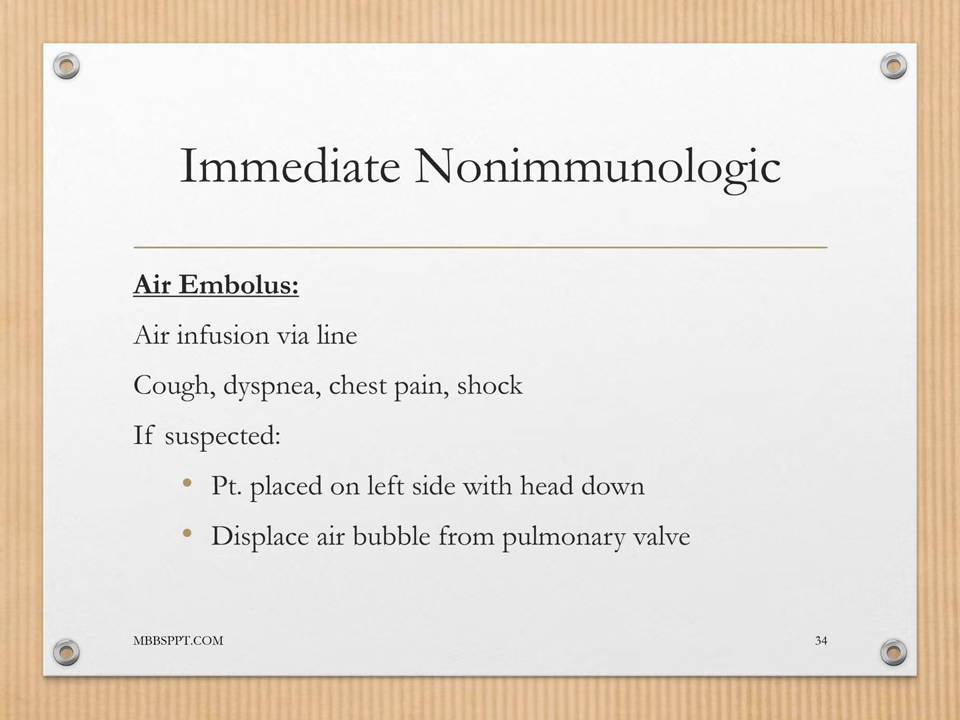 Immediate Nonimmunologic
Air Embolus:
Air infusion via line
Cough, dyspnea, chest pain, shock
If suspected:
• Pt. placed on left side with head down
• Displace air bubble from pulmonary valve
MBBSPPT.COM
34